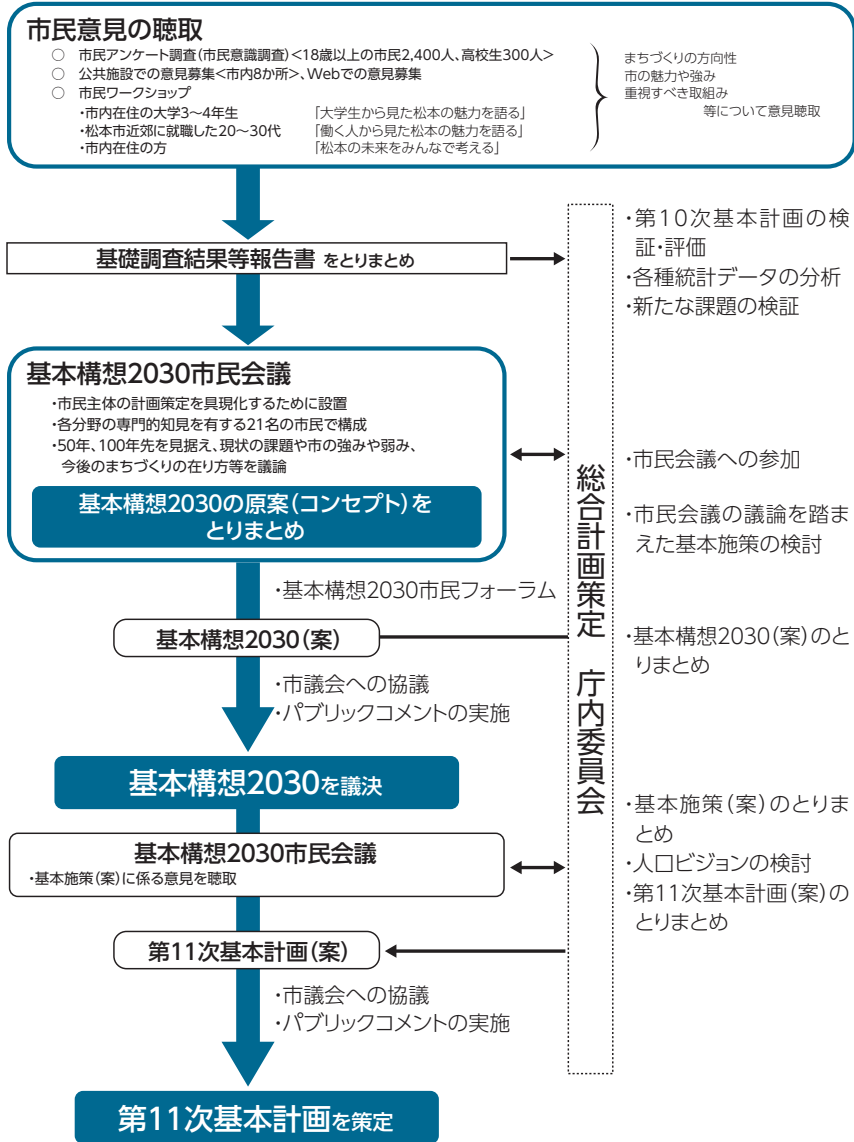 市民意見の聴取
○ 市民アンケート調査(市民意識調査)<18歳以上の市民2,400人、高校生300人>
○ 公共施設での意見募集<市内8か所>、Webでの意見募集
○ 市民ワークショップ
・市内在住の大学3~4年生 「大学生から見た松本の魅力を語る」
・松本市近郊に就職した20~30代 「働く人から見た松本の魅力を語る」
・市内在住の方 「松本の未来をみんなで考える」
まちづくりの方向性
市の魅力や強み
重視すべき取組み
等について意見聴取
基礎調査結果等報告書 をとりまとめ
・第10次基本計画の検
証・評価
・各種統計データの分析
・新たな課題の検証
基本構想2030市民会議
・市民主体の計画策定を具現化するために設置
・各分野の専門的知見を有する21名の市民で構成
・50年、100年先を見据え、現状の課題や市の強みや弱み、
今後のまちづくりの在り方等を議論
基本構想2030の原案(コンセプト)を
とりまとめ
総合計画策定 庁内委員会
・市民会議への参加
・市民会議の議論を踏ま
えた基本施策の検討
・基本構想2030市民フォーラム
基本構想2030(案)
・基本構想2030(案)のと
りまとめ
・市議会への協議
・パブリックコメントの実施
基本構想2030を議決
基本構想2030市民会議
・基本施策(案)に係る意見を聴取
・基本施策(案)のとりま
とめ
・人口ビジョンの検討
・第11次基本計画(案)の
とりまとめ
第11次基本計画(案)
・市議会への協議
・パブリックコメントの実施
第11次基本計画を策定